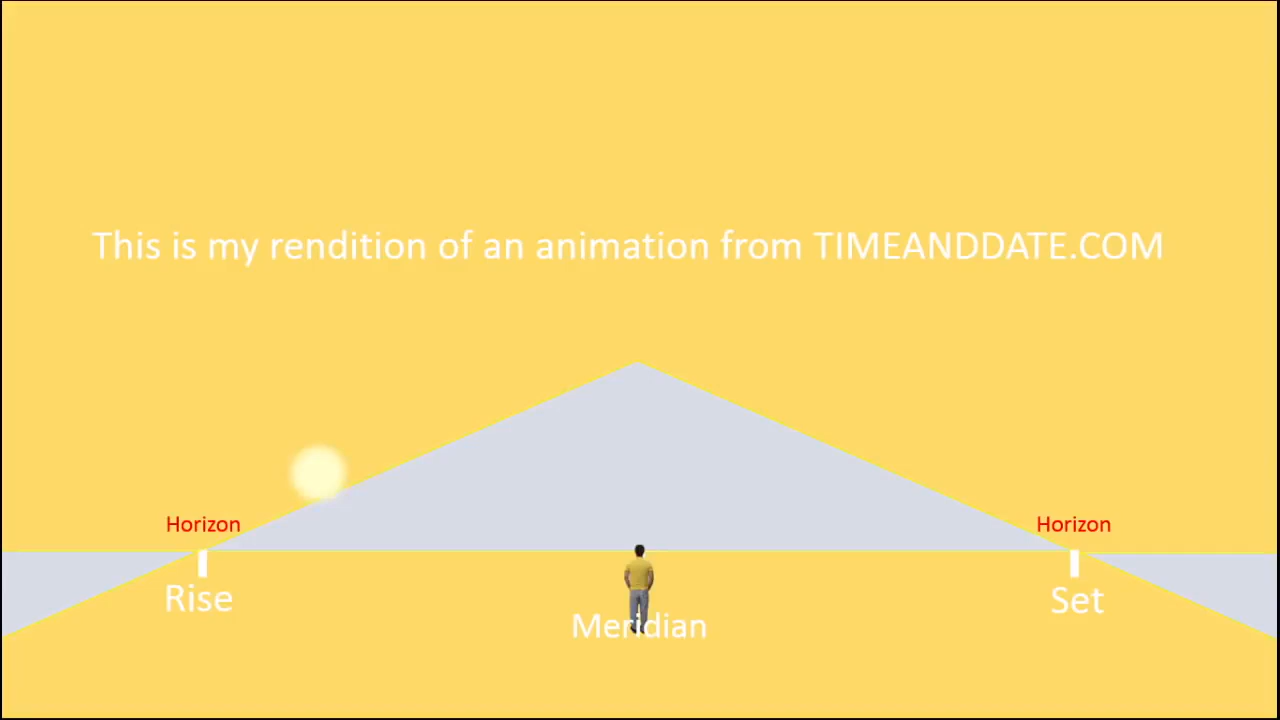 This is my rendition of an animation from TIMEANDDATE.COM
Horizon
Horizon
Rise
Set
Meridian